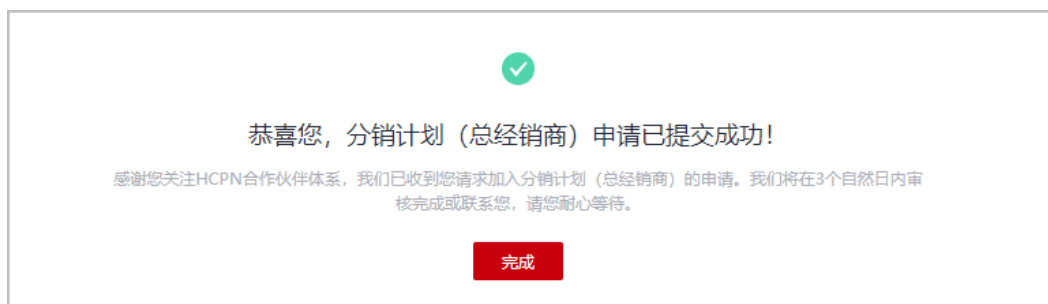 恭喜您，分销计划（总经销商）申请已提交成功！
感谢您关注HCPN合作伙伴体系，我们已收到您请求加入分销计划（总经销商）的申请。我们将在3个自然日内审
核完成或联系您，请您耐心等待。
完成